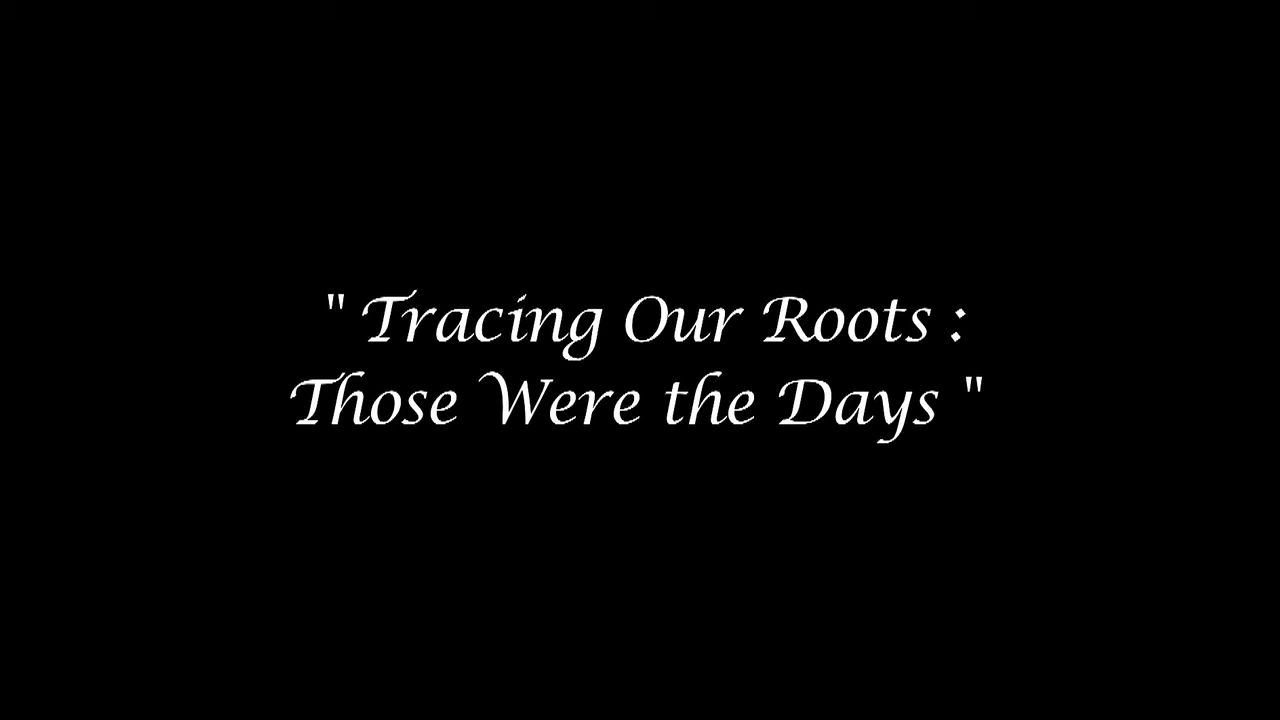 " Tracing Our Roots :
Those Were the Days "